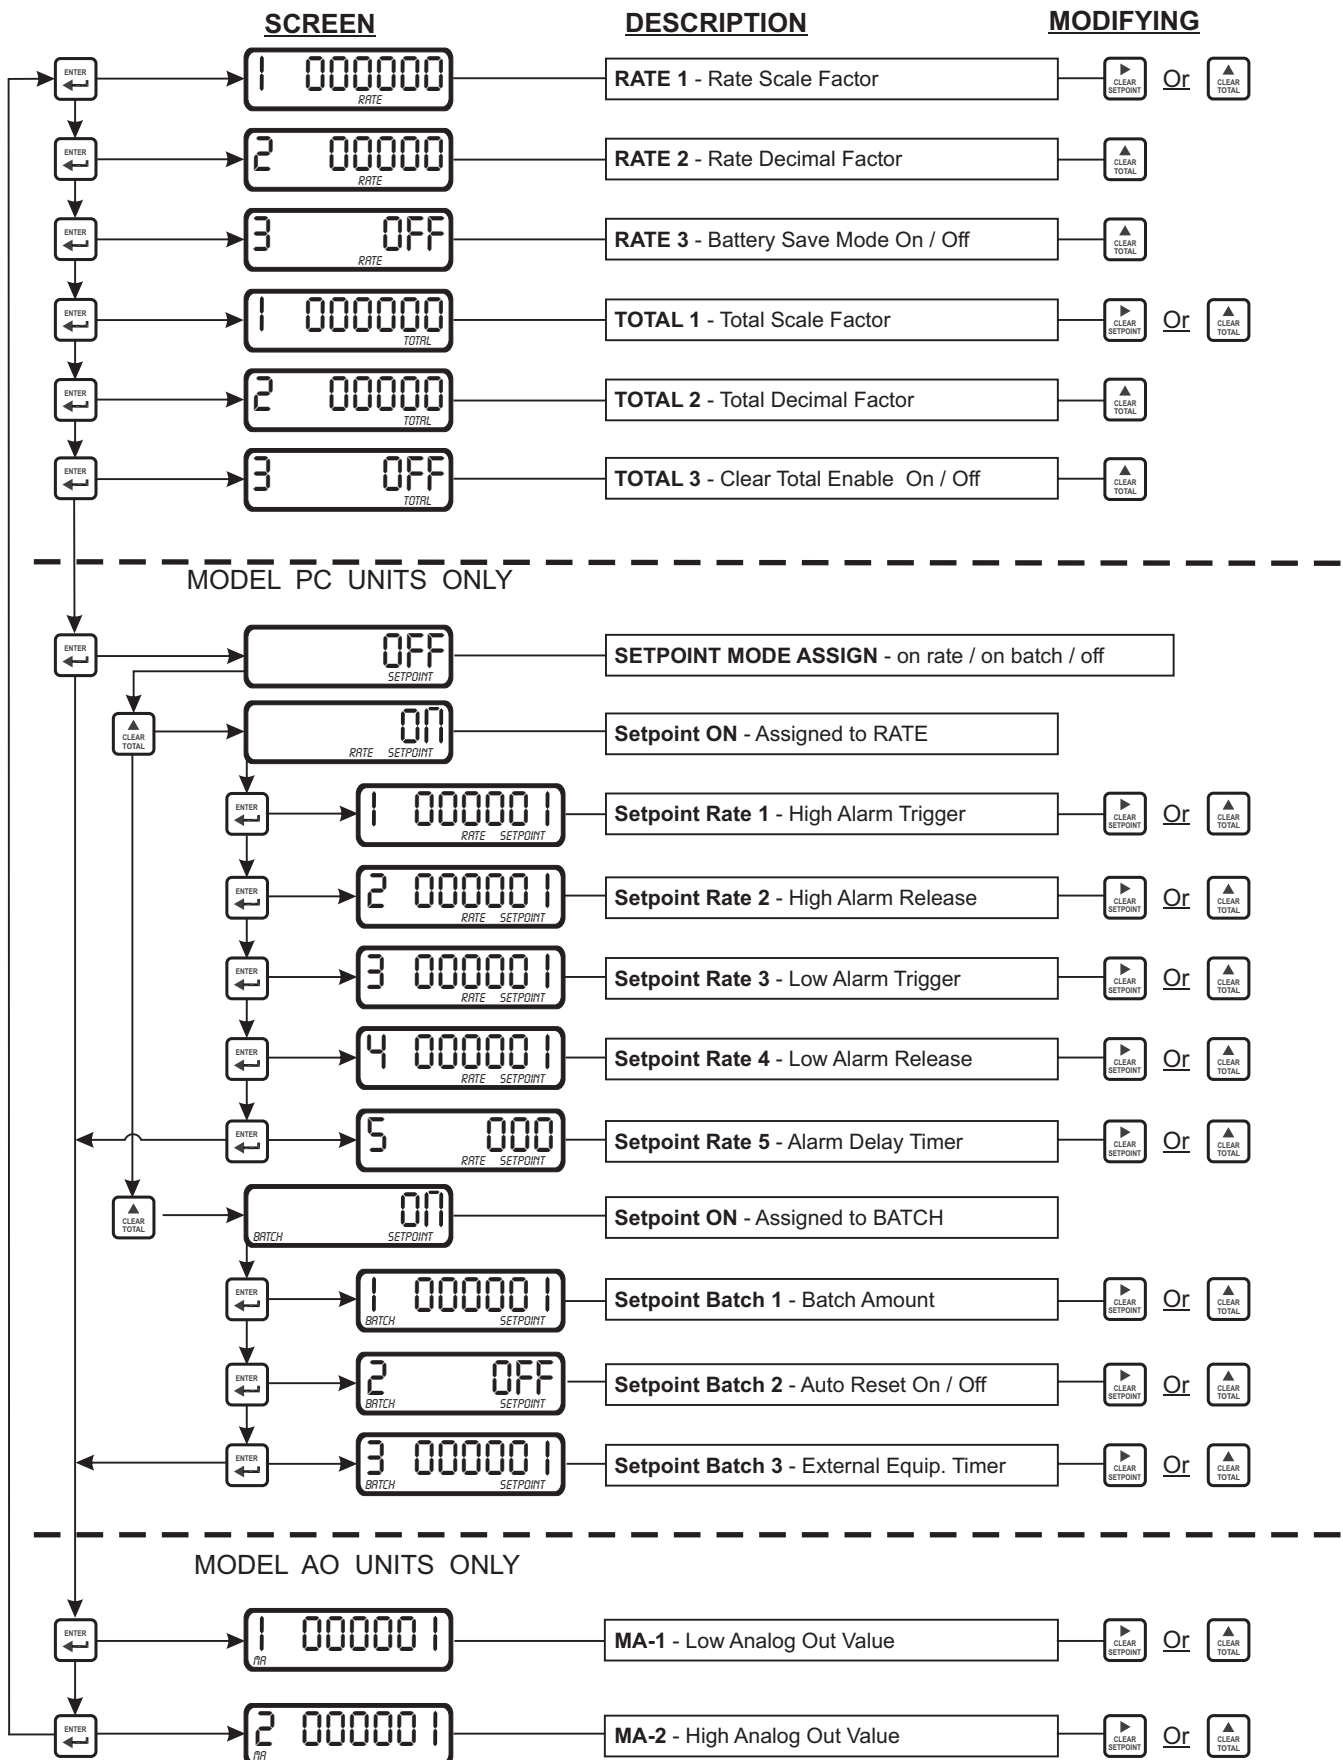 SCREEN DESCRIPTION MODIFYING
ENTER 1 000000 RATE RATE 1 - Rate Scale Factor CLEAR SETPOINT Or CLEAR TOTAL
ENTER 2 00000 RATE RATE 2 - Rate Decimal Factor CLEAR TOTAL
ENTER 3 OFF RATE RATE 3 - Battery Save Mode On / Off CLEAR TOTAL
ENTER 1 000000 TOTAL TOTAL 1 - Total Scale Factor CLEAR SETPOINT Or CLEAR TOTAL
ENTER 2 00000 TOTAL TOTAL 2 - Total Decimal Factor CLEAR TOTAL
ENTER 3 OFF TOTAL TOTAL 3 - Clear Total Enable On / Off CLEAR TOTAL
MODEL PC UNITS ONLY
ENTER OFF SETPOINT SETPOINT MODE ASSIGN - on rate / on batch / off
CLEAR TOTAL ON RATE SETPOINT Setpoint ON - Assigned to RATE
ENTER 1 000001 RATE SETPOINT Setpoint Rate 1 - High Alarm Trigger CLEAR SETPOINT Or CLEAR TOTAL
ENTER 2 000001 RATE SETPOINT Setpoint Rate 2 - High Alarm Release CLEAR SETPOINT Or CLEAR TOTAL
ENTER 3 000001 RATE SETPOINT Setpoint Rate 3 - Low Alarm Trigger CLEAR SETPOINT Or CLEAR TOTAL
ENTER 4 000001 RATE SETPOINT Setpoint Rate 4 - Low Alarm Release CLEAR SETPOINT Or CLEAR TOTAL
ENTER 5 000 RATE SETPOINT Setpoint Rate 5 - Alarm Delay Timer CLEAR SETPOINT Or CLEAR TOTAL
CLEAR TOTAL ON BATCH SETPOINT Setpoint ON - Assigned to BATCH
ENTER 1 000001 BATCH SETPOINT Setpoint Batch 1 - Batch Amount CLEAR SETPOINT Or CLEAR TOTAL
ENTER 2 OFF BATCH SETPOINT Setpoint Batch 2 - Auto Reset On / Off CLEAR SETPOINT Or CLEAR TOTAL
ENTER 3 000001 BATCH SETPOINT Setpoint Batch 3 - External Equip. Timer CLEAR SETPOINT Or CLEAR TOTAL
MODEL AO UNITS ONLY
ENTER 1 000001 MA MA-1 - Low Analog Out Value CLEAR SETPOINT Or CLEAR TOTAL
ENTER 2 000001 MA MA-2 - High Analog Out Value CLEAR SETPOINT Or CLEAR TOTAL